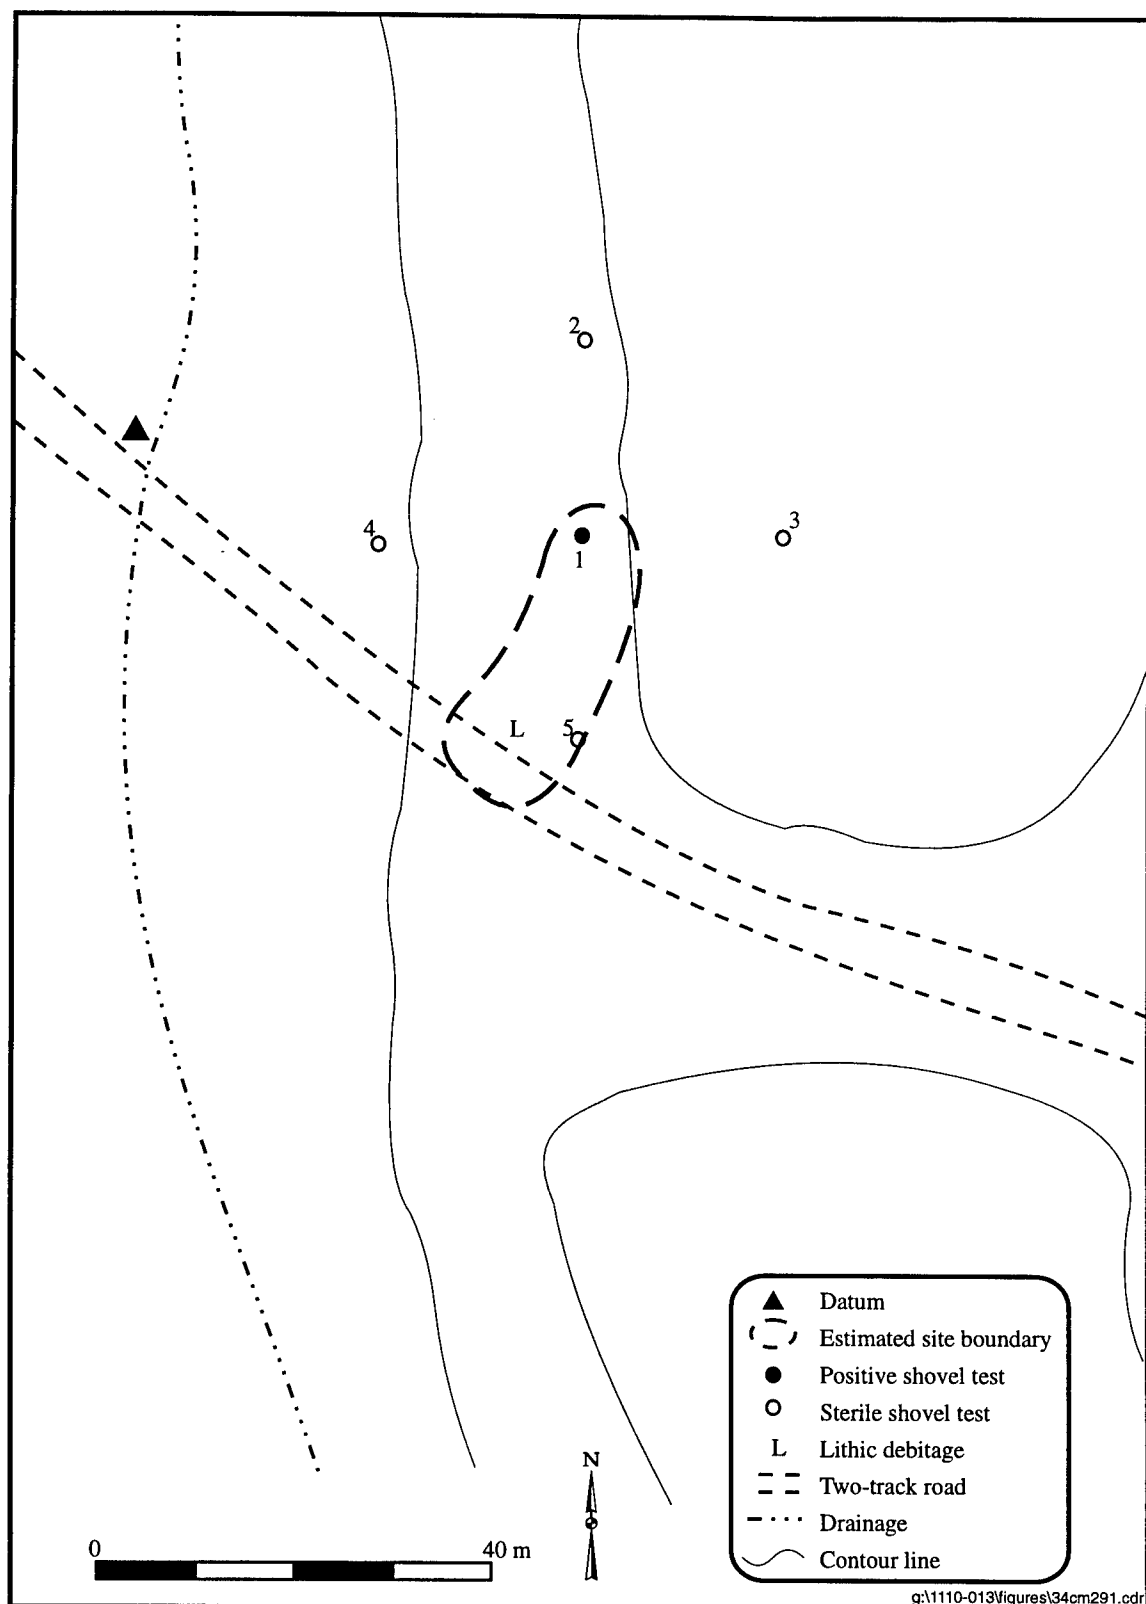 2
4
3
1
L
5
Datum
Estimated site boundary
Positive shovel test
Sterile shovel test
L Lithic debitage
Two-track road
Drainage
Contour line
N
0 40 m
g:\1110-013\figures\34cm291.cdr